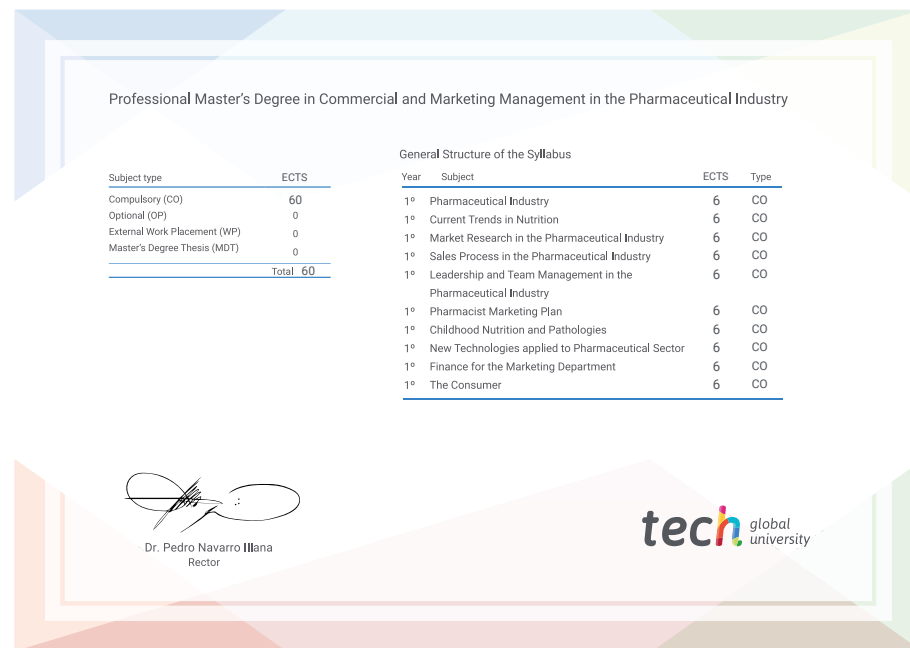 Professional Master's Degree in Commercial and Marketing Management in the Pharmaceutical Industry
Subject type ECTS
Compulsory (CO) 60
Optional (OP) 0
External Work Placement (WP) 0
Master's Degree Thesis (MDT) 0
Total 60
General Structure of the Syllabus
Year Subject ECTS Type
1º Pharmaceutical Industry 6 CO
1º Current Trends in Nutrition 6 CO
1º Market Research in the Pharmaceutical Industry 6 CO
1º Sales Process in the Pharmaceutical Industry 6 CO
1º Leadership and Team Management in the 6 CO
Pharmaceutical Industry
1º Pharmacist Marketing Plan 6 CO
1º Childhood Nutrition and Pathologies 6 CO
1º New Technologies applied to Pharmaceutical Sector 6 CO
1º Finance for the Marketing Department 6 CO
1º The Consumer 6 CO
Dr. Pedro Navarro Illana
Rector
tech global
university